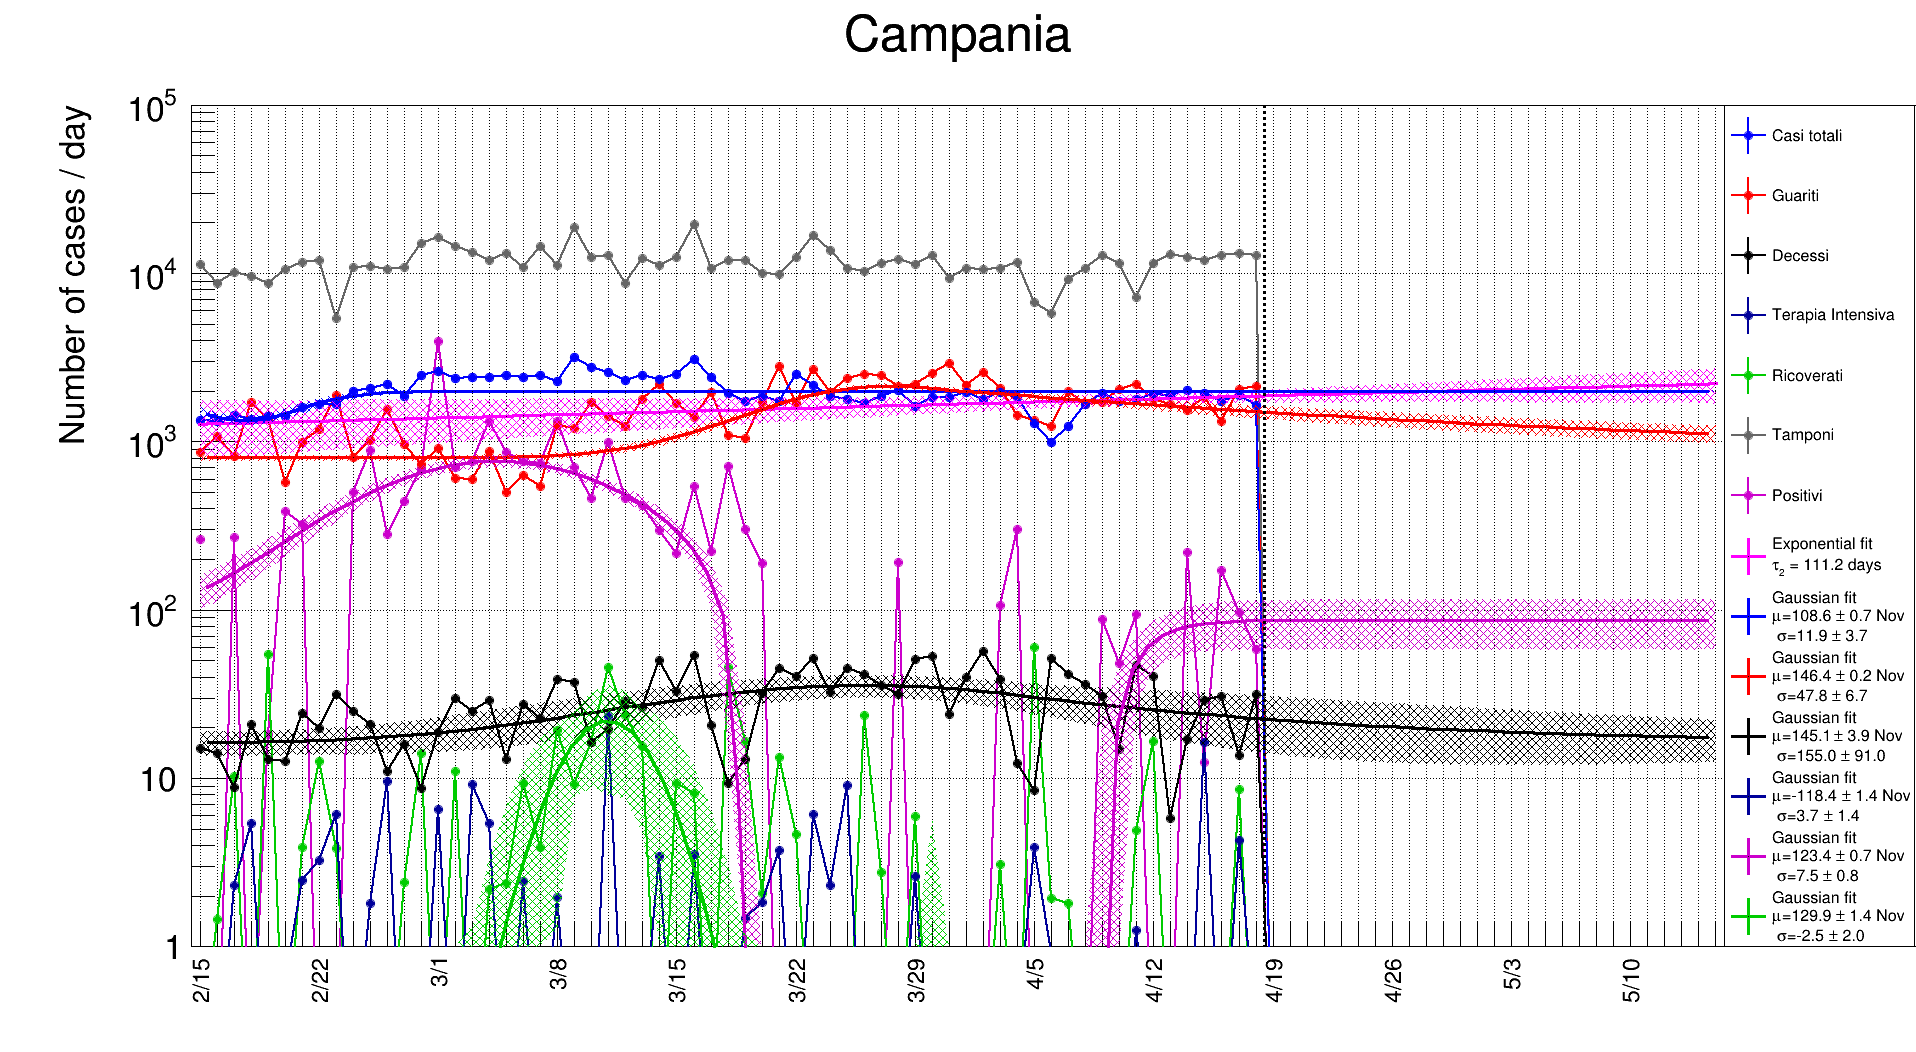 Campania
Number of cases / day
10^5
10^4
10^3
10^2
10
1
2/15
2/22
3/1
3/8
3/15
3/22
3/29
4/5
4/12
4/19
4/26
5/3
5/10
Casi totali
Guariti
Decessi
Terapia Intensiva
Ricoverati
Tamponi
Positivi
Exponential fit
τ_2 = 111.2 days
Gaussian fit
μ=108.6 ± 0.7 Nov
σ=11.9 ± 3.7
Gaussian fit
μ=146.4 ± 0.2 Nov
σ=47.8 ± 6.7
Gaussian fit
μ=145.1 ± 3.9 Nov
σ=155.0 ± 91.0
Gaussian fit
μ=-118.4 ± 1.4 Nov
σ=3.7 ± 1.4
Gaussian fit
μ=123.4 ± 0.7 Nov
σ=7.5 ± 0.8
Gaussian fit
μ=129.9 ± 1.4 Nov
σ=-2.5 ± 2.0